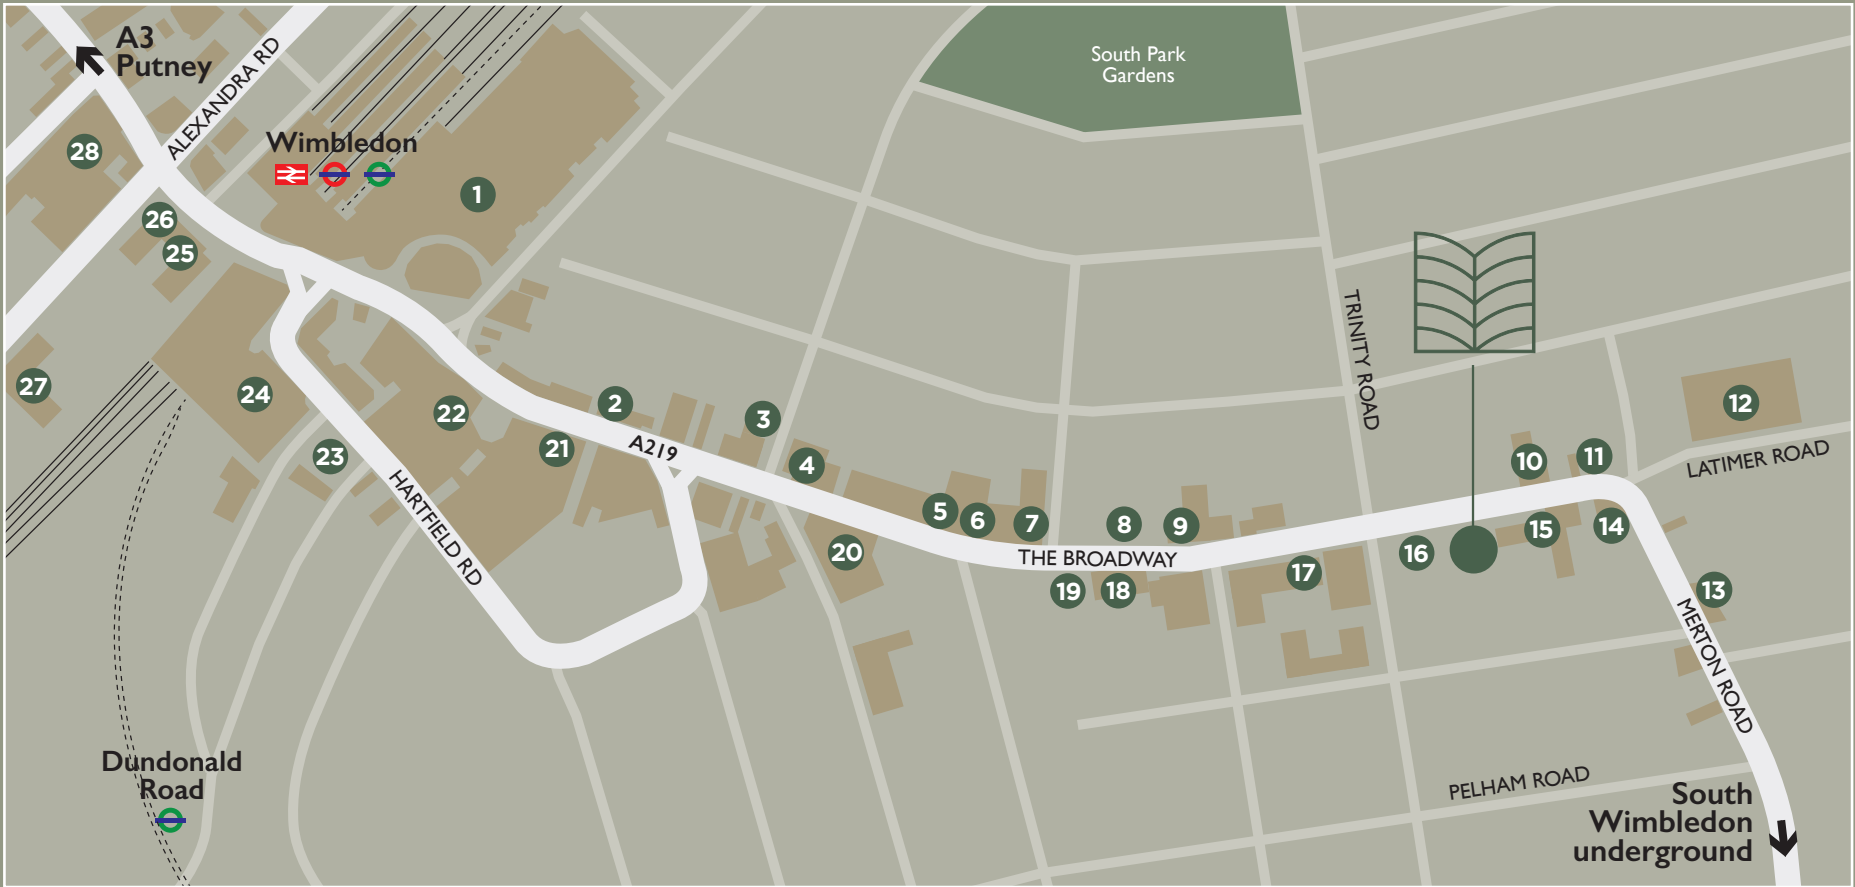 A3
Putney
ALEXANDRA RD
South Park
Gardens
Wimbledon
28
1
26
25
27
24
23
22
21
2
A219
3
4
HARTFIELD RD
20
5
6
7
8
9
THE BROADWAY
19
18
17
TRINITY ROAD
16
10
11
12
LATIMER ROAD
15
14
13
MERTON ROAD
Dundonald
Road
PELHAM ROAD
South
Wimbledon
underground